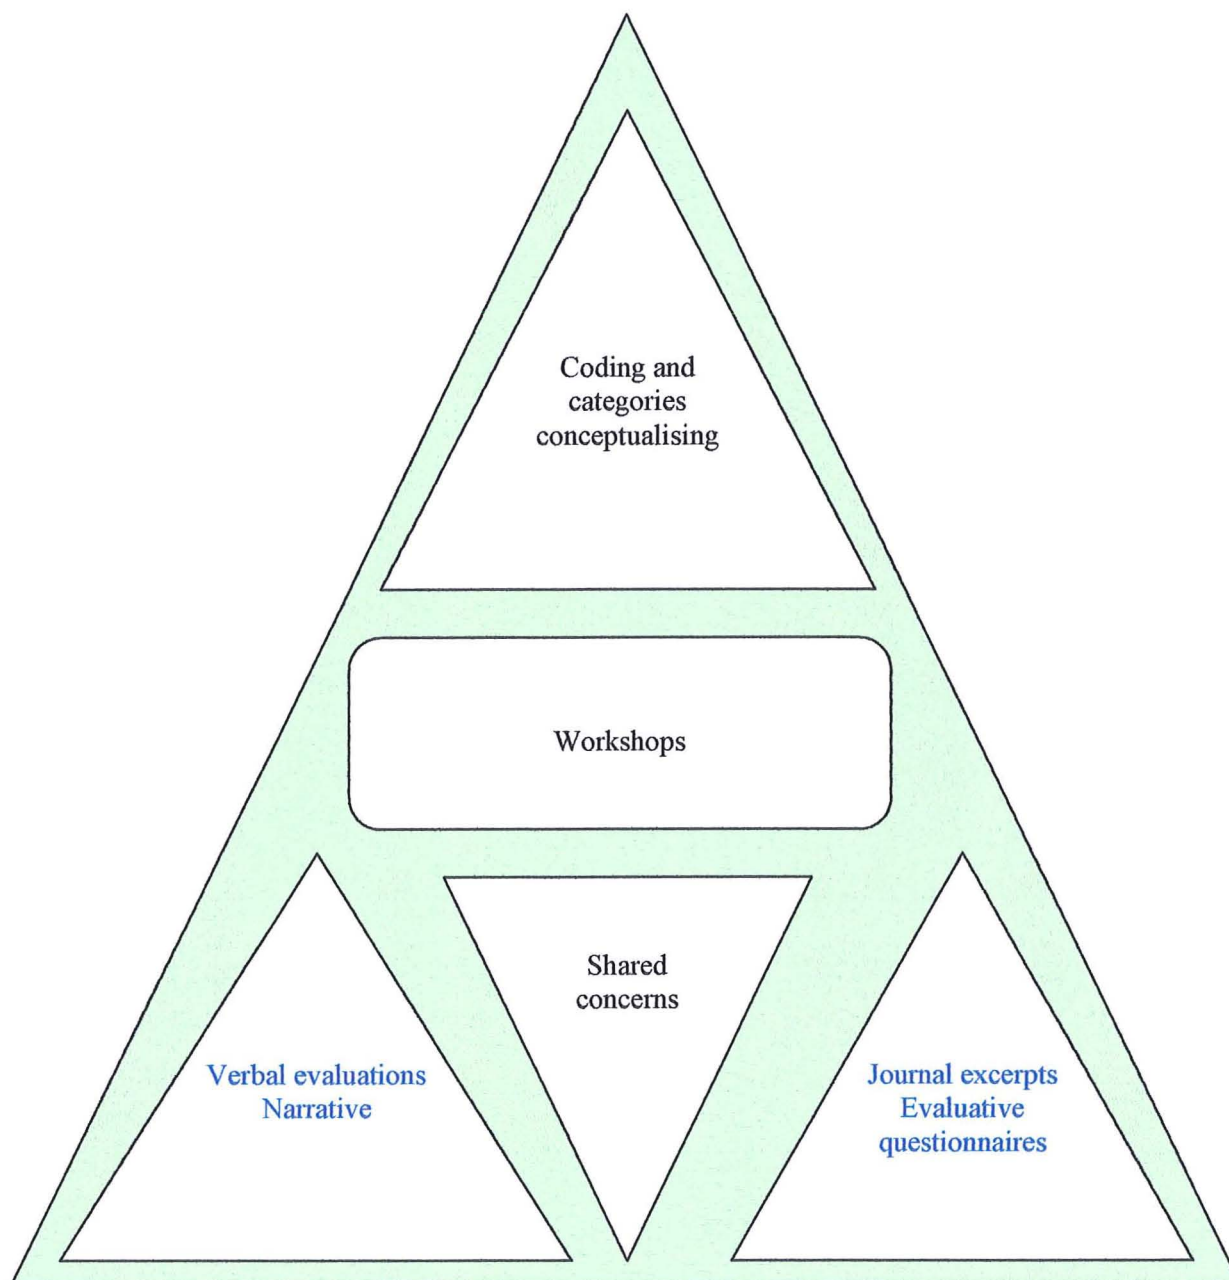 Coding and
categories
conceptualising
Workshops
Shared
concerns
Verbal evaluations
Narrative
Journal excerpts
Evaluative
questionnaires